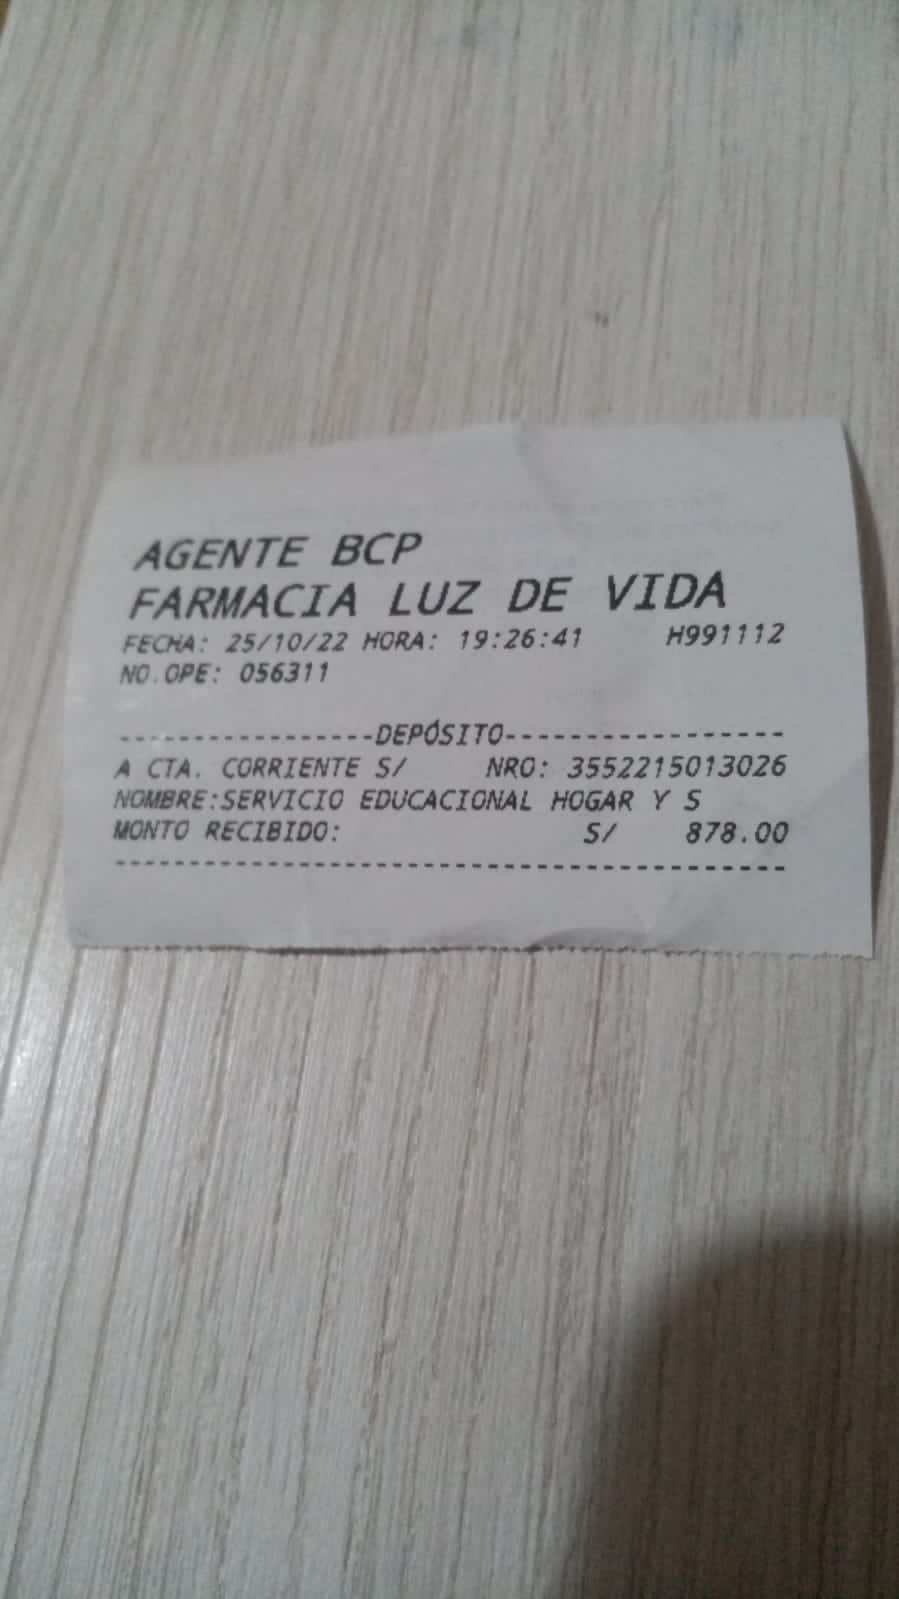 AGENTE BCP
FARMACIA LUZ DE VIDA
FECHA: 25/10/22 HORA: 19:26:41 H991112
NO.OPE: 056311
-----------------DEPÓSITO------------------
A CTA. CORRIENTE S/ NRO: 3552215013026
NOMBRE:SERVICIO EDUCACIONAL HOGAR Y S
MONTO RECIBIDO: S/ 878.00
-------------------------------------------